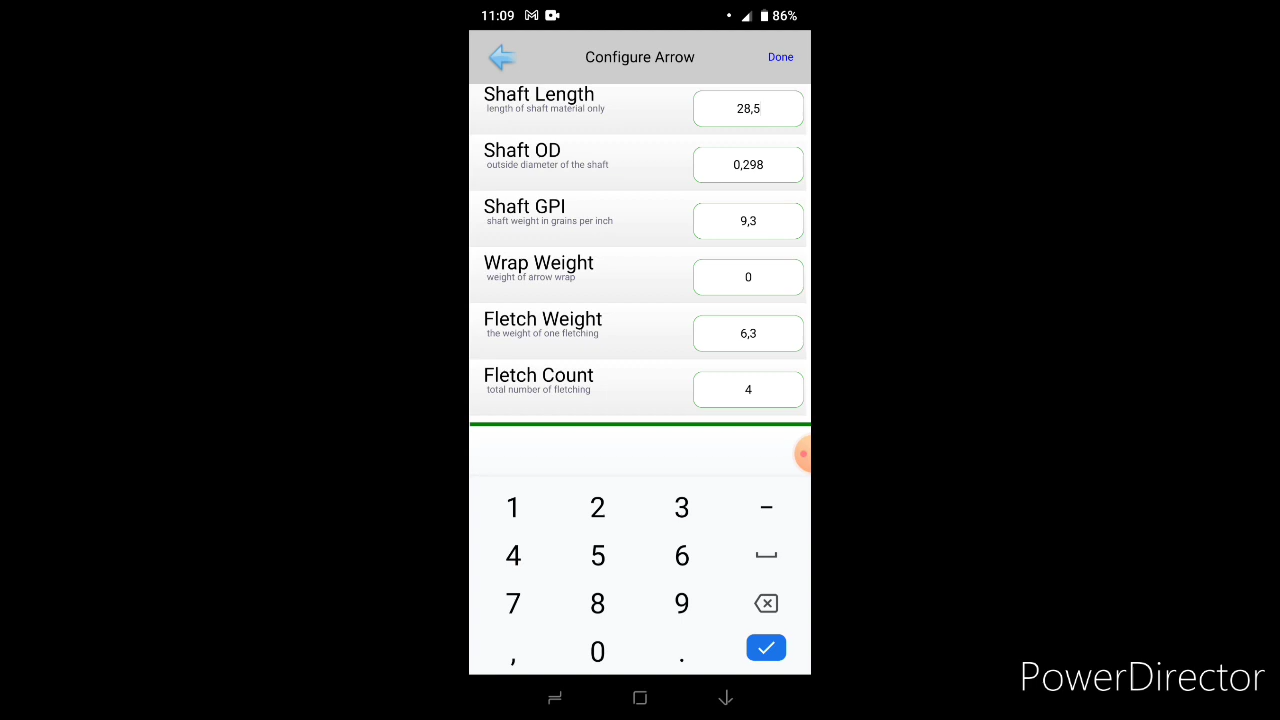 11:09
86%
Configure Arrow
Done
Shaft Length
length of shaft material only
28,5
Shaft OD
outside diameter of the shaft
0,298
Shaft GPI
shaft weight in grains per inch
9,3
Wrap Weight
weight of arrow wrap
0
Fletch Weight
the weight of one fletching
6,3
Fletch Count
total number of fletching
4
1 2 3 −
4 5 6
7 8 9
, 0 .
PowerDirector